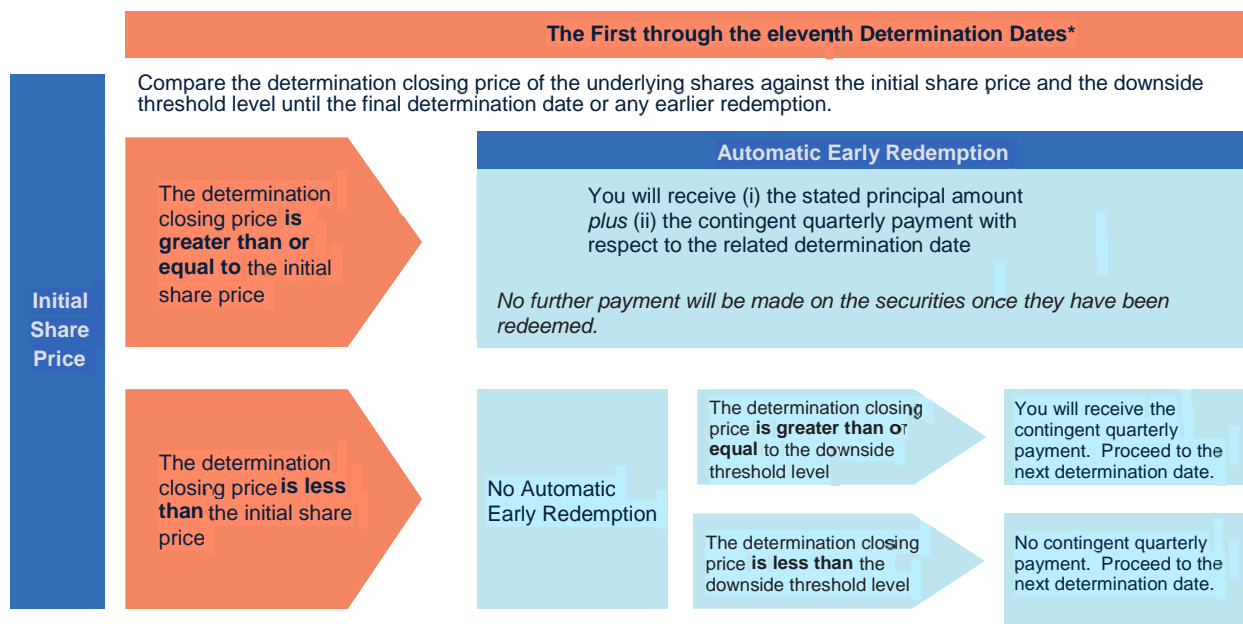 The First through the eleventh Determination Dates*
Compare the determination closing price of the underlying shares against the initial share price and the downside
threshold level until the final determination date or any earlier redemption.
Initial
Share
Price
The determination
closing price is
greater than or
equal to the initial
share price
Automatic Early Redemption
You will receive (i) the stated principal amount
plus (ii) the contingent quarterly payment with
respect to the related determination date
No further payment will be made on the securities once they have been
redeemed.
The determination
closing price is less
than the initial share
price
No Automatic
Early Redemption
The determination closing
price is greater than or
equal to the downside
threshold level
You will receive the
contingent quarterly
payment. Proceed to the
next determination date.
The determination closing
price is less than the
downside threshold level
No contingent quarterly
payment. Proceed to the
next determination date.